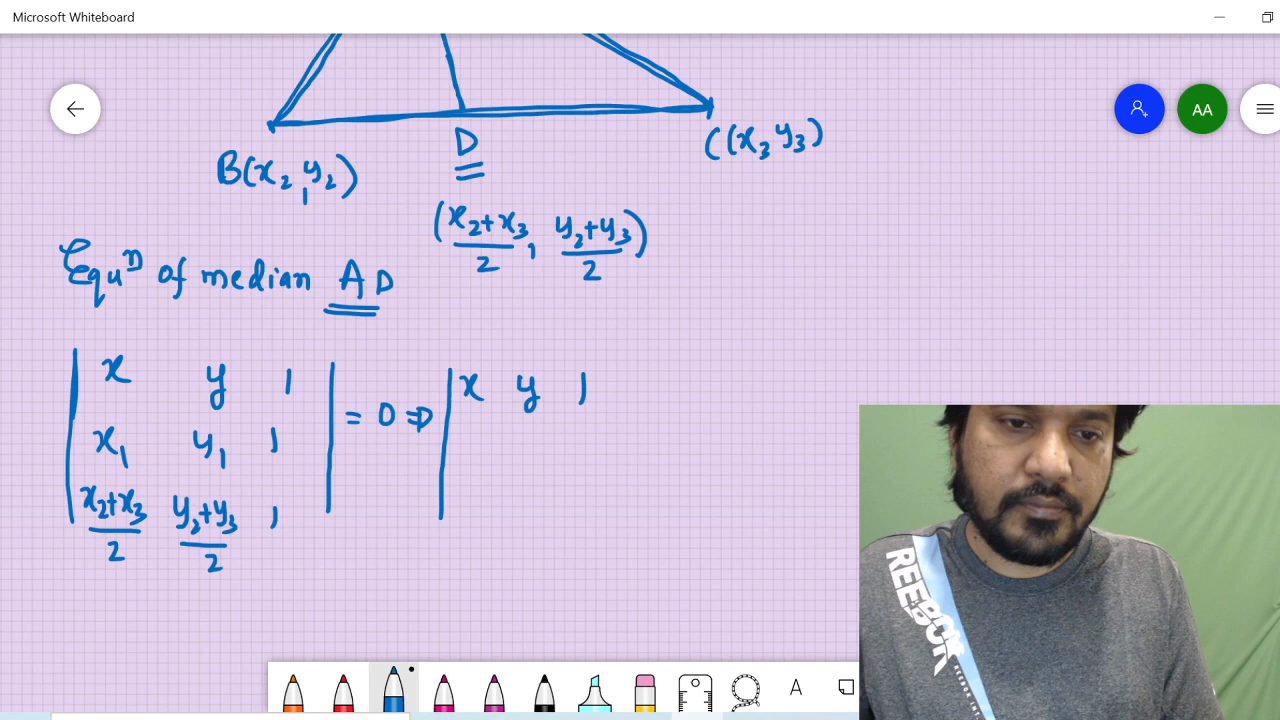 Microsoft Whiteboard
AA
B(x₂, y₂)
D
C(x₃ y₃)
(x₂+x₃/2, y₂+y₃/2)
Equⁿ of median AD
| x y 1 | = 0 ⇒ | x y 1
| x₁ y₁ 1 |
| x₂+x₃/2 y₂+y₃/2 1 |
REEBOK
REEBOK
A